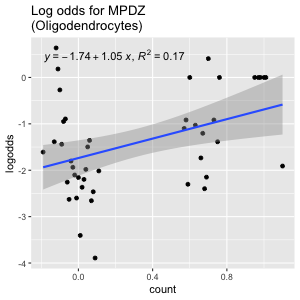 Log odds for MPDZ
(Oligodendrocytes)
y = −1.74 + 1.05 x, R² = 0.17
0
-1
-2
-3
-4
logodds
0.0 0.4 0.8
count